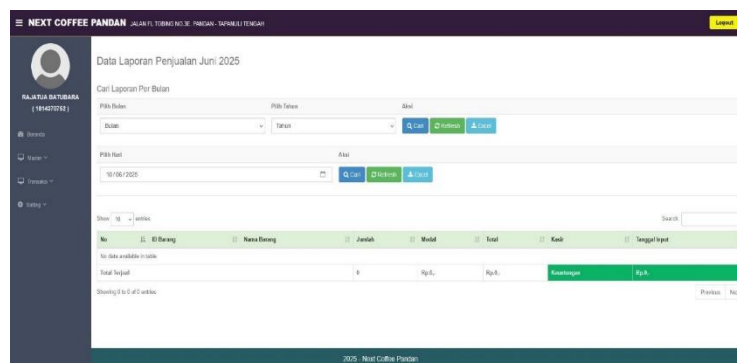 NEXT COFFEE PANDAN JALAN FL TOBING NO.3E. PANDAN - TAPANULI TENGAH Logout
Data Laporan Penjualan Juni 2025
RAJATUA BATUBARA
Cari Laporan Per Bulan
Pilih Bulan Pilih Tahun Aksi
Bulan Tahun Cari Refresh Excel
Beranda
Master
Pilih Hari Aksi
10/06/2025 Cari Refresh Excel
Transaksi
Setting
Show 10 entries Search:
No ID Barang Nama Barang Jumlah Modal Total Kasir Tanggal Input
No data available in table
Total Terjual 0 Rp.0,- Rp.0,- Keuntungan Rp.0,-
Showing 0 to 0 of 0 entries Previous
2025 - Next Coffee Pandan